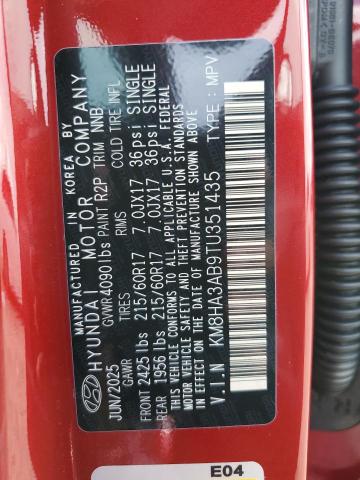 MANUFACTURED IN KOREA BY
HYUNDAI MOTOR COMPANY
GVWR 4090lbs PAINT R2P TRIM NNB
JUN/2025 TIRES RIMS COLD TIRE INFL
GAWR
FRONT 2425 lbs 215/60R17 7.0JX17 36psi SINGLE
REAR 1956 lbs 215/60R17 7.0JX17 36psi SINGLE
THIS VEHICLE CONFORMS TO ALL APPLICABLE U.S. FEDERAL
MOTOR VEHICLE SAFETY, BUMPER, AND THEFT PREVENTION STANDARDS
IN EFFECT ON THE DATE OF MANUFACTURE SHOWN ABOVE.
V.I.N KM8HA3AB9TU351435 TYPE : MPV
E04